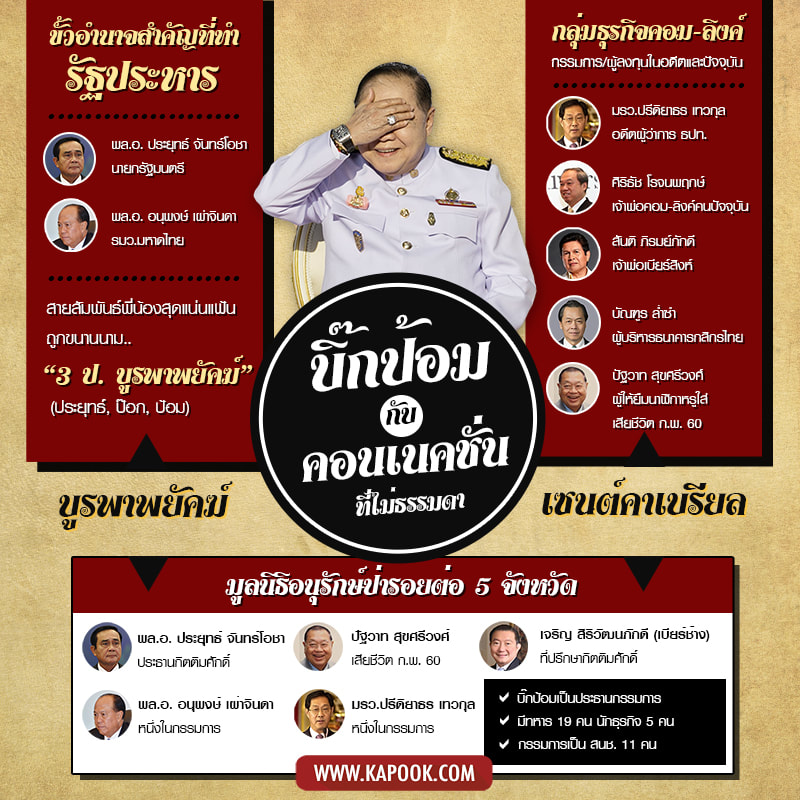 ขั้วอำนาจสำคัญที่ทำ
รัฐประหาร
พล.อ. ประยุทธ์ จันทร์โอชา
นายกรัฐมนตรี
พล.อ. อนุพงษ์ เผ่าจินดา
รมว.มหาดไทย
สายสัมพันธ์พี่น้องสุดแน่นแฟ้น
ถูกขนานนาม..
“3 ป. บูรพาพยัคฆ์”
(ประยุทธ์, ป๊อก, ป้อม)
บูรพาพยัคฆ์
บิ๊กป้อม
กับ
คอนเนคชั่น
ที่ไม่ธรรมดา
กลุ่มธุรกิจคอม-ลิงค์
กรรมการ/ผู้ลงทุนในอดีตและปัจจุบัน
มรว.ปรีดิยาธร เทวกุล
อดีตผู้ว่าการ ธปท.
ศิริธัช โรจนพฤกษ์
เจ้าพ่อคอม-ลิงค์คนปัจจุบัน
สันติ ภิรมย์ภักดี
เจ้าพ่อเบียร์สิงห์
บัณฑูร ล่ำซำ
ผู้บริหารธนาคารกสิกรไทย
ปัฐวาท สุขศรีวงศ์
ผู้ให้ยืมนาฬิกาหรูใส่
เสียชีวิต ก.พ. 60
เซนต์คาเบรียล
มูลนิธิอนุรักษ์ป่ารอยต่อ 5 จังหวัด
พล.อ. ประยุทธ์ จันทร์โอชา
ประธานกิตติมศักดิ์
ปัฐวาท สุขศรีวงศ์
เสียชีวิต ก.พ. 60
เจริญ สิริวัฒนภักดี (เบียร์ช้าง)
ที่ปรึกษากิตติมศักดิ์
พล.อ. อนุพงษ์ เผ่าจินดา
หนึ่งในกรรมการ
มรว.ปรีดิยาธร เทวกุล
หนึ่งในกรรมการ
✓ บิ๊กป้อมเป็นประธานกรรมการ
✓ มีทหาร 19 คน นักธุรกิจ 5 คน
✓ กรรมการเป็น สนช. 11 คน
WWW.KAPOOK.COM